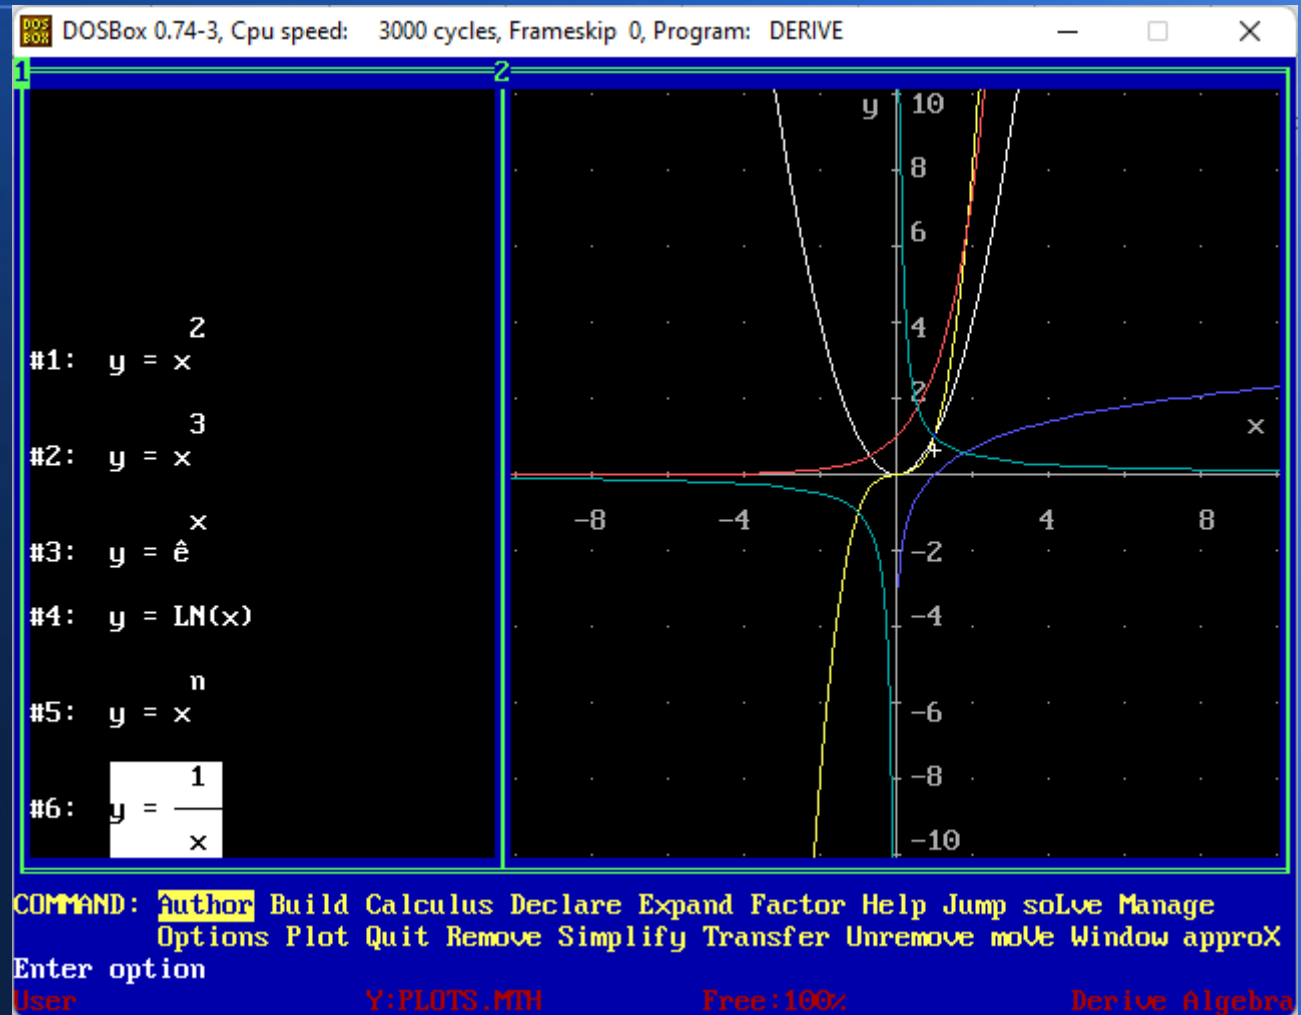 DOSBox 0.74-3, Cpu speed: 3000 cycles, Frameskip 0, Program: DERIVE
1 2
2
#1: y = x
3
#2: y = x
x
#3: y = ê
#4: y = LN(x)
n
#5: y = x
1
#6: y = ─
x
y 10
8
6
4
2
x
-8 -4 4 8
-2
-4
-6
-8
-10
COMMAND: Author Build Calculus Declare Expand Factor Help Jump soLve Manage
Options Plot Quit Remove Simplify Transfer Unremove moVe Window approX
Enter option
User Y:PLOTS.MTH Free:100% Derive Algebra